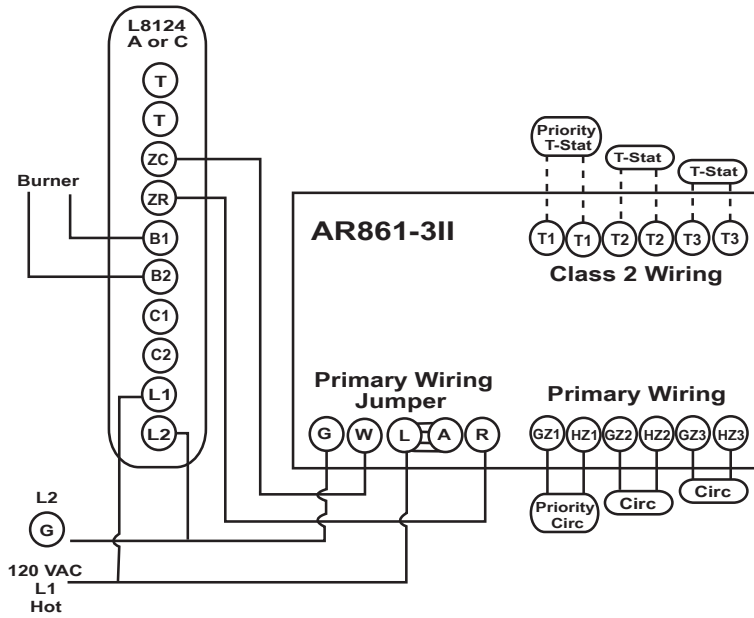 L8124
A or C
T
T
ZC
ZR
B1
B2
C1
C2
L1
L2
Burner
L2
G
120 VAC
L1
Hot
AR861-3II
Priority
T-Stat
T-Stat
T-Stat
T1 T1 T2 T2 T3 T3
Class 2 Wiring
Primary Wiring
Jumper
G W L A R
Primary Wiring
GZ1 HZ1 GZ2 HZ2 GZ3 HZ3
Priority
Circ
Circ
Circ